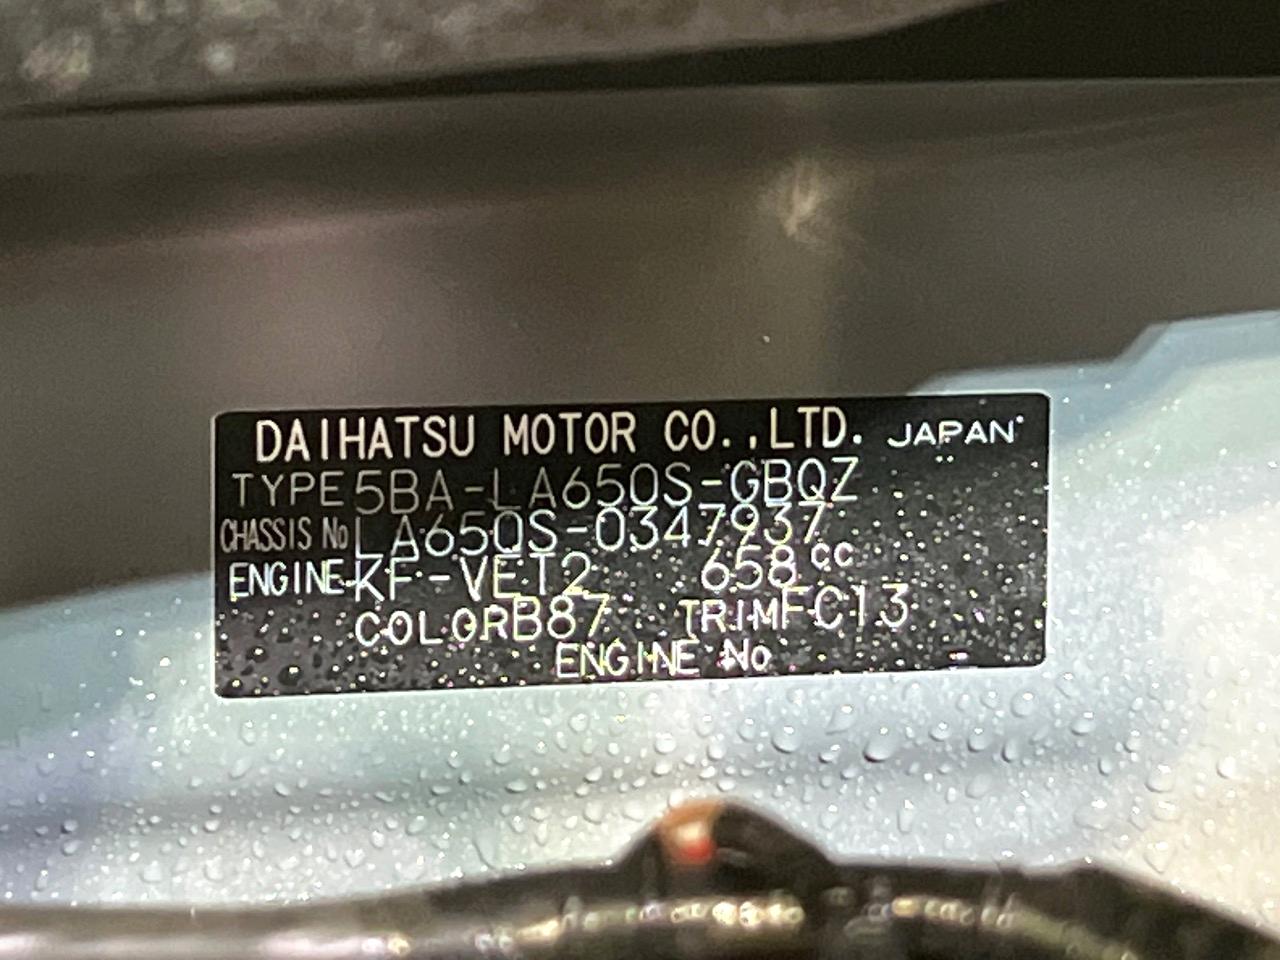 DAIHATSU MOTOR CO.,LTD. JAPAN
TYPE 5BA-LA650S-GBQZ
CHASSIS No LA650S-0347937
ENGINE KF-VET2 658cc
COLOR B87 TRIM FC13
ENGINE No